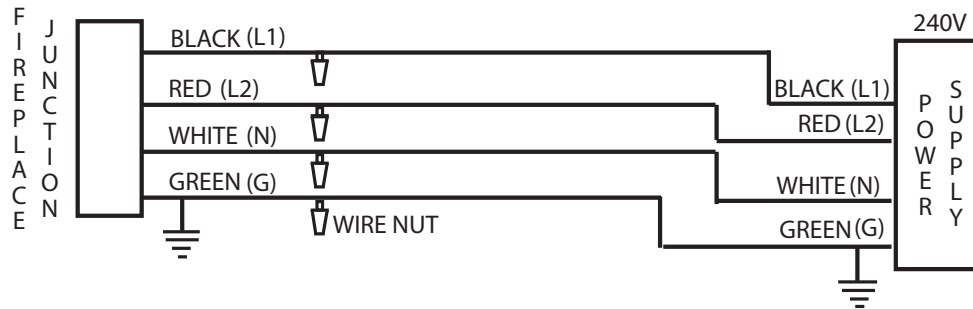 FIREPLACE
JUNCTION
BLACK (L1)
RED (L2)
WHITE (N)
GREEN (G)
WIRE NUT
240V
BLACK (L1)
RED (L2)
WHITE (N)
GREEN (G)
POWER
SUPPLY